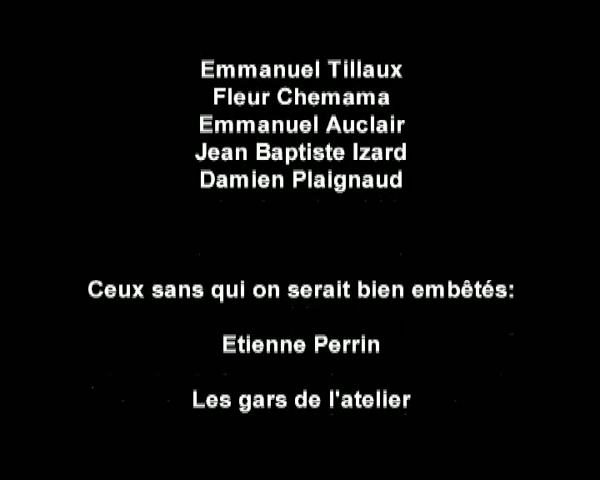 Emmanuel Tillaux
Fleur Chemama
Emmanuel Auclair
Jean Baptiste Izard
Damien Plaignaud
Ceux sans qui on serait bien embêtés:
Etienne Perrin
Les gars de l'atelier